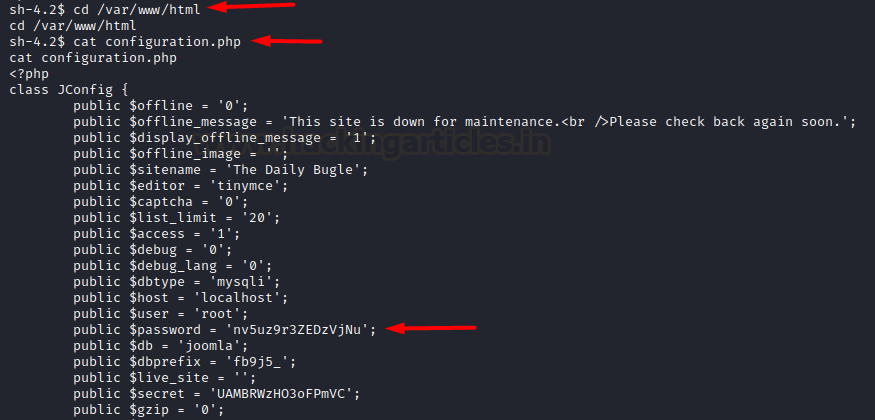 sh-4.2$ cd /var/www/html
cd /var/www/html
sh-4.2$ cat configuration.php
cat configuration.php
<?php
class JConfig {
        public $offline = '0';
        public $offline_message = 'This site is down for maintenance.<br />Please check back again soon.';
        public $display_offline_message = '1';
        public $offline_image = '';
        public $sitename = 'The Daily Bugle';
        public $editor = 'tinymce';
        public $captcha = '0';
        public $list_limit = '20';
        public $access = '1';
        public $debug = '0';
        public $debug_lang = '0';
        public $dbtype = 'mysqli';
        public $host = 'localhost';
        public $user = 'root';
        public $password = 'nv5uz9r3ZEDzVjNu';
        public $db = 'joomla';
        public $dbprefix = 'fb9j5_';
        public $live_site = '';
        public $secret = 'UAMBRWzHO3oFPmVC';
        public $gzip = '0';